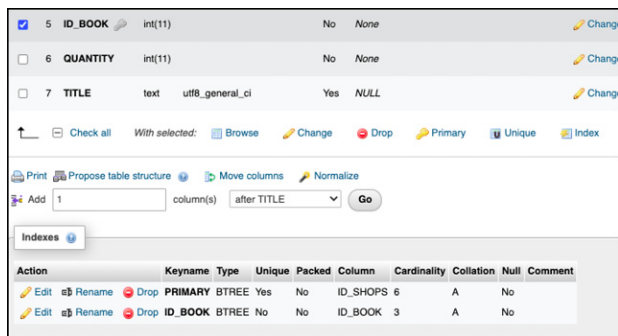 5 ID_BOOK int(11) No None Change
6 QUANTITY int(11) No None Change
7 TITLE text utf8_general_ci Yes NULL Change
Check all With selected: Browse Change Drop Primary Unique Index
Print Propose table structure Move columns Normalize
Add 1 column(s) after TITLE Go
Indexes
Action Keyname Type Unique Packed Column Cardinality Collation Null Comment
Edit Rename Drop PRIMARY BTREE Yes No ID_SHOPS 6 A No
Edit Rename Drop ID_BOOK BTREE No No ID_BOOK 3 A No